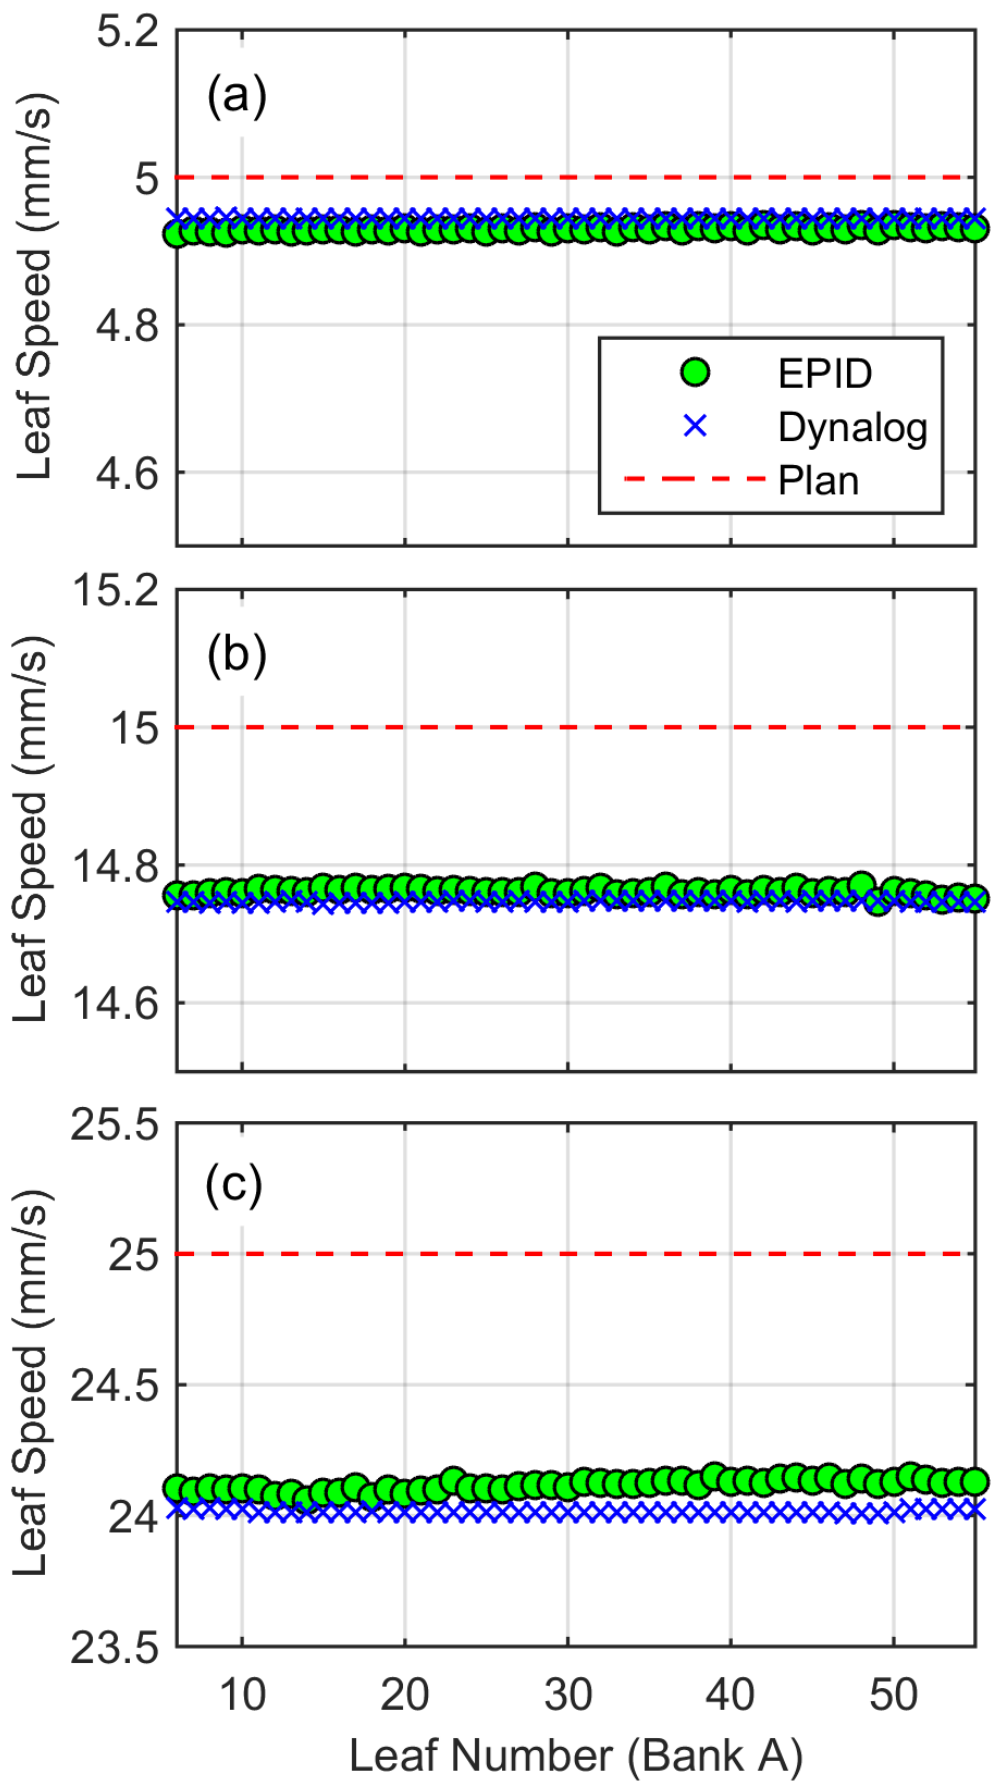 5.2
(a)
5
4.8
4.6
Leaf Speed (mm/s)
EPID
Dynalog
Plan
15.2
(b)
15
14.8
14.6
Leaf Speed (mm/s)
25.5
(c)
25
24.5
24
23.5
Leaf Speed (mm/s)
10 20 30 40 50
Leaf Number (Bank A)